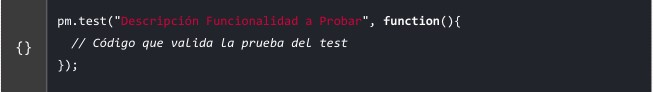 pm.test("Descripción Funcionalidad a Probar", function(){
{}
// Código que valida la prueba del test
});